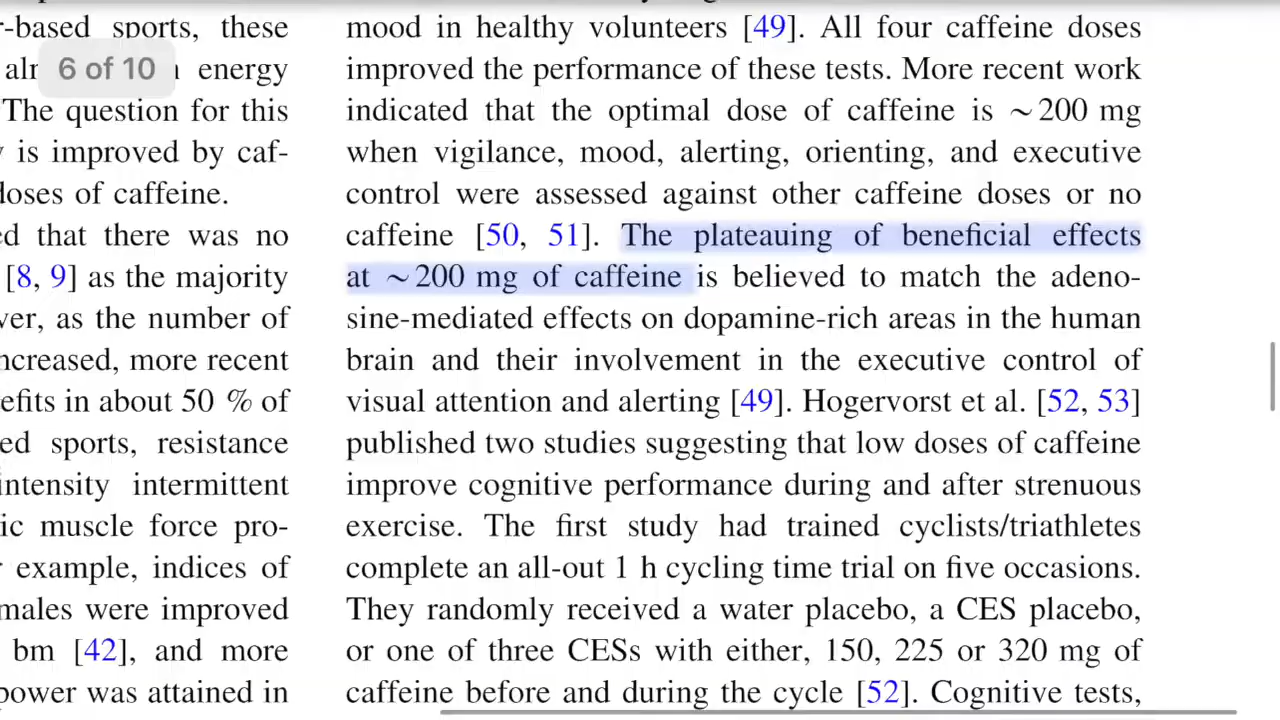 r-based sports, these
energy
The question for this
is improved by caf-
doses of caffeine.
ed that there was no
[8, 9] as the majority
ver, as the number of
ncreased, more recent
efits in about 50 % of
ed sports, resistance
intensity intermittent
ic muscle force pro-
example, indices of
males were improved
bm [42], and more
power was attained in
6 of 10
mood in healthy volunteers [49]. All four caffeine doses
improved the performance of these tests. More recent work
indicated that the optimal dose of caffeine is ~200 mg
when vigilance, mood, alerting, orienting, and executive
control were assessed against other caffeine doses or no
caffeine [50, 51]. The plateauing of beneficial effects
at ~200 mg of caffeine is believed to match the adeno-
sine-mediated effects on dopamine-rich areas in the human
brain and their involvement in the executive control of
visual attention and alerting [49]. Hogervorst et al. [52, 53]
published two studies suggesting that low doses of caffeine
improve cognitive performance during and after strenuous
exercise. The first study had trained cyclists/triathletes
complete an all-out 1 h cycling time trial on five occasions.
They randomly received a water placebo, a CES placebo,
or one of three CESs with either, 150, 225 or 320 mg of
caffeine before and during the cycle [52]. Cognitive tests,